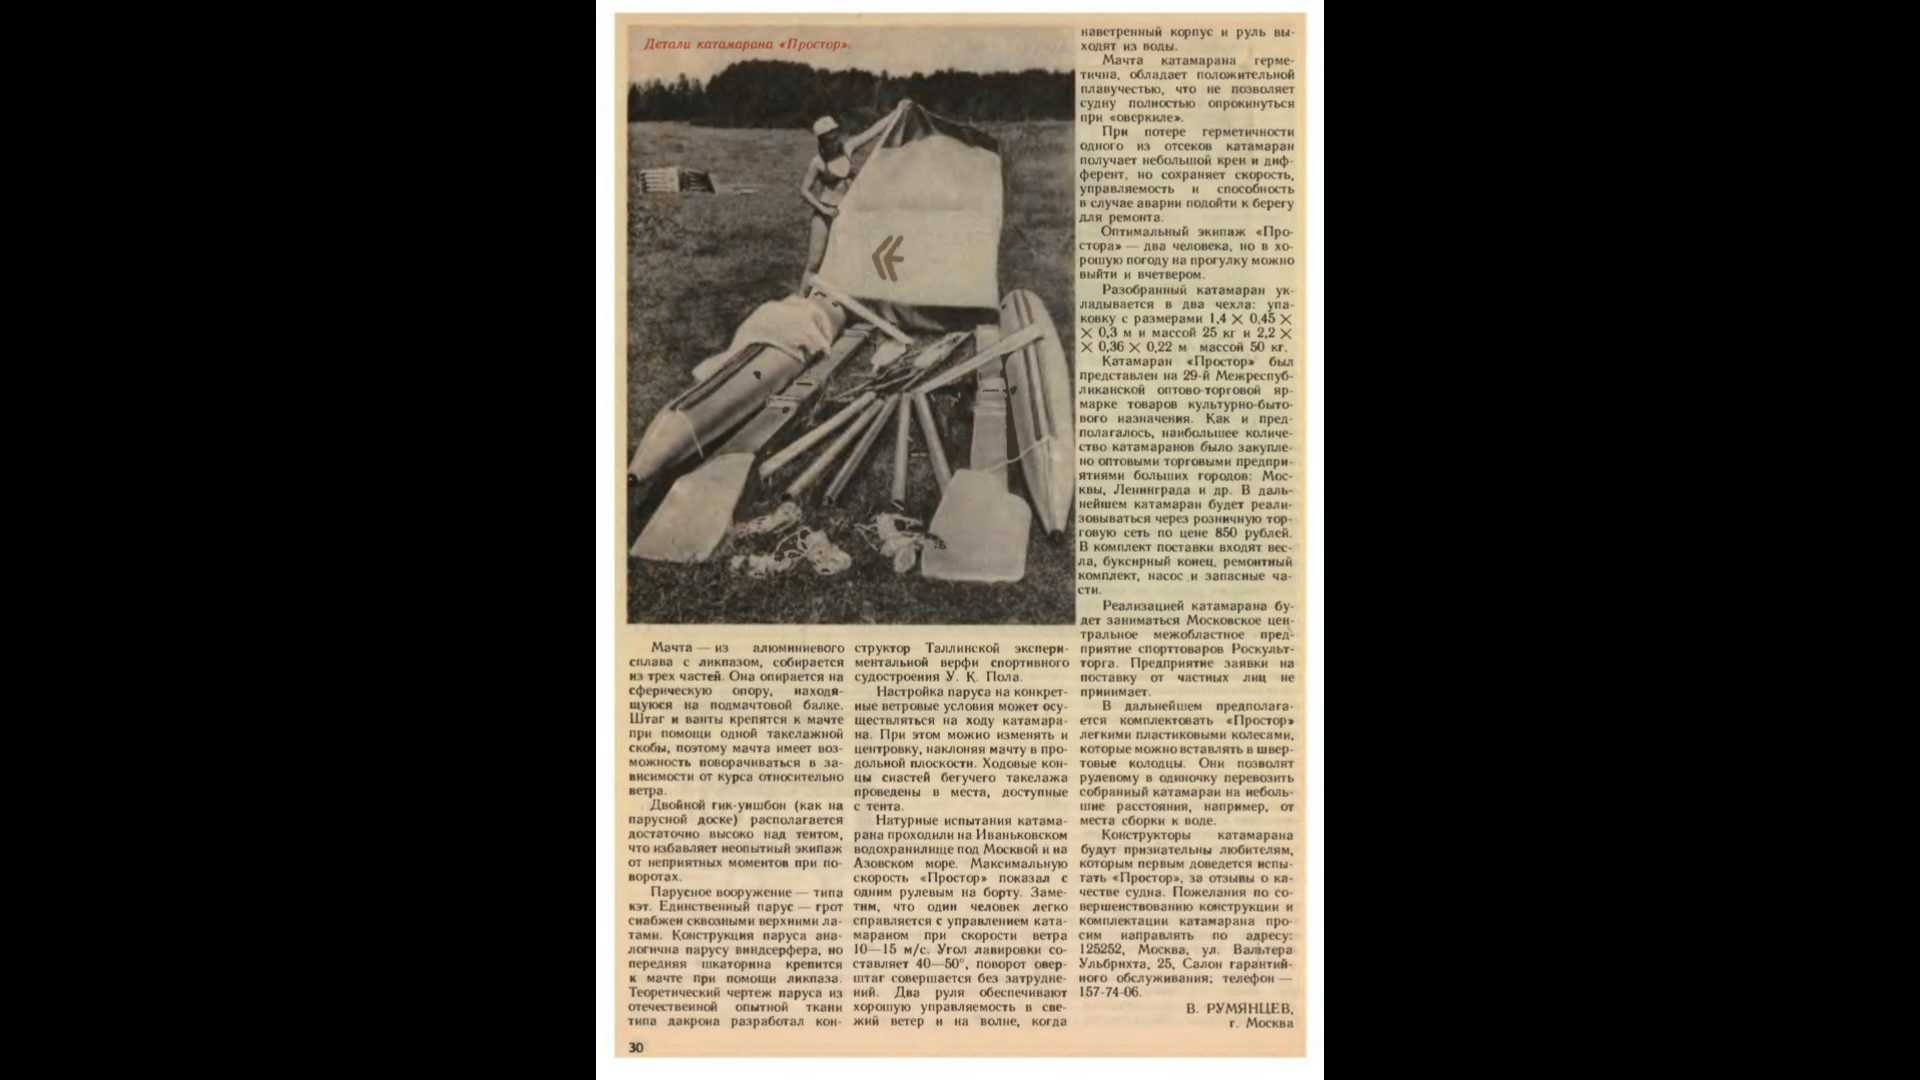 Детали катамарана «Простор».
Мачта — из алюминиевого
сплава с ликпазом, собирается
из трех частей. Она опирается на
сферическую опору, находя-
щуюся на подмачтовой балке.
Штаг и ванты крепятся к мачте
при помощи одной такелажной
скобы, поэтому мачта имеет воз-
можность поворачиваться в за-
висимости от курса относительно
ветра.
Двойной гик-уишбон (как на
парусной доске) располагается
достаточно высоко над тентом,
что избавляет неопытный экипаж
от неприятных моментов при по-
воротах.
Парусное вооружение — типа
кэт. Единственный парус — грот
снабжен сквозными верхними ла-
тами. Конструкция паруса ана-
логична парусу виндсерфера, но
передняя шкаторина крепится
к мачте при помощи ликпаза.
Теоретический чертеж паруса из
отечественной опытной ткани
типа дакрона разработал кон-
структор Таллинской экспери-
ментальной верфи спортивного
судостроения У. К. Пола.
Настройка паруса на конкрет-
ные ветровые условия может осу-
ществляться на ходу катамара-
на. При этом можно изменять и
центровку, наклоняя мачту в про-
дольной плоскости. Ходовые кон-
цы снастей бегучего такелажа
проведены в места, доступные
с тента.
Натурные испытания катама-
рана проходили на Иваньковском
водохранилище под Москвой и на
Азовском море. Максимальную
скорость «Простор» показал с
одним рулевым на борту. Заме-
тим, что один человек легко
справляется с управлением ката-
мараном при скорости ветра
10—15 м/с. Угол лавировки со-
ставляет 40—50°, поворот овер-
штаг совершается без затрудне-
ний. Два руля обеспечивают
хорошую управляемость в све-
жий ветер и на волне, когда
наветренный корпус и руль вы-
ходят из воды.
Мачта катамарана герме-
тична, обладает положительной
плавучестью, что не позволяет
судну полностью опрокинуться
при «оверкиле».
При потере герметичности
одного из отсеков катамаран
получает небольшой крен и диф-
ферент, но сохраняет скорость,
управляемость и способность
в случае аварии подойти к берегу
для ремонта.
Оптимальный экипаж «Про-
стора» — два человека, но в хо-
рошую погоду на прогулку можно
выйти и вчетвером.
Разобранный катамаран ук-
ладывается в два чехла: упа-
ковку с размерами 1,4 × 0,45 ×
× 0,3 м и массой 25 кг и 2,2 ×
× 0,36 × 0,22 м массой 50 кг.
Катамаран «Простор» был
представлен на 29-й Межреспуб-
ликанской оптово-торговой яр-
марке товаров культурно-быто-
вого назначения. Как и пред-
полагалось, наибольшее количе-
ство катамаранов было закупле-
но оптовыми торговыми предпри-
ятиями больших городов: Мос-
квы, Ленинграда и др. В даль-
нейшем катамаран будет реали-
зовываться через розничную тор-
говую сеть по цене 850 рублей.
В комплект поставки входят вес-
ла, буксирный конец, ремонтный
комплект, насос и запасные ча-
сти.
Реализацией катамарана бу-
дет заниматься Московское цен-
тральное межобластное пред-
приятие спорттоваров Роскульт-
торга. Предприятие заявки на
поставку от частных лиц не
принимает.
В дальнейшем предполага-
ется комплектовать «Простор»
легкими пластиковыми колесами,
которые можно вставлять в швер-
товые колодцы. Они позволят
рулевому в одиночку перевозить
собранный катамаран на неболь-
шие расстояния, например, от
места сборки к воде.
Конструкторы катамарана
будут признательны любителям,
которым первым доведется испы-
тать «Простор», за отзывы о ка-
честве судна. Пожелания по со-
вершенствованию конструкции и
комплектации катамарана про-
сим направлять по адресу:
125252, Москва, ул. Вальтера
Ульбрихта, 25, Салон гарантий-
ного обслуживания; телефон —
157-74-06.
В. РУМЯНЦЕВ,
г. Москва
30